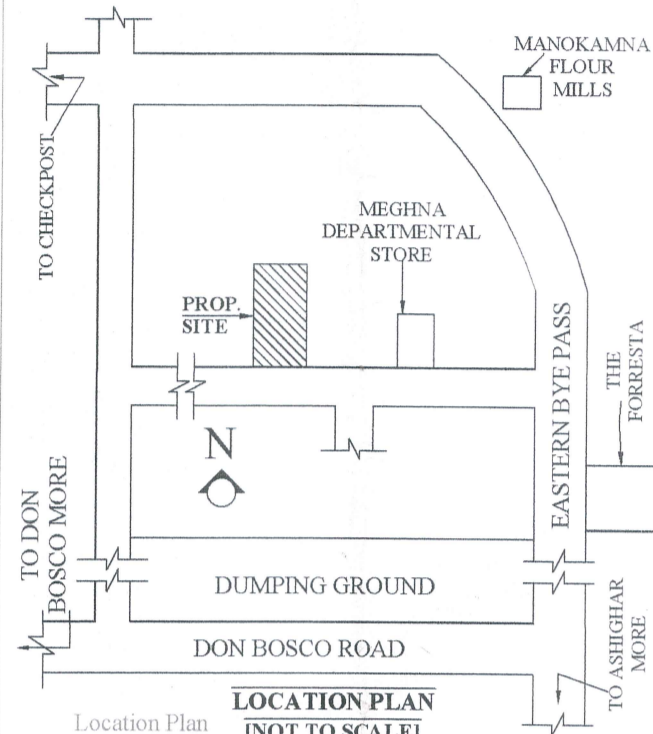 MANOKAMNA
FLOUR
MILLS
TO CHECKPOST
MEGHNA
DEPARTMENTAL
STORE
PROP.
SITE
EASTERN BYE PASS
THE
FORRESTA
N
TO DON
BOSCO MORE
DUMPING GROUND
DON BOSCO ROAD
TO ASHIGHAR
MORE
LOCATION PLAN
[NOT TO SCALE]
Location Plan